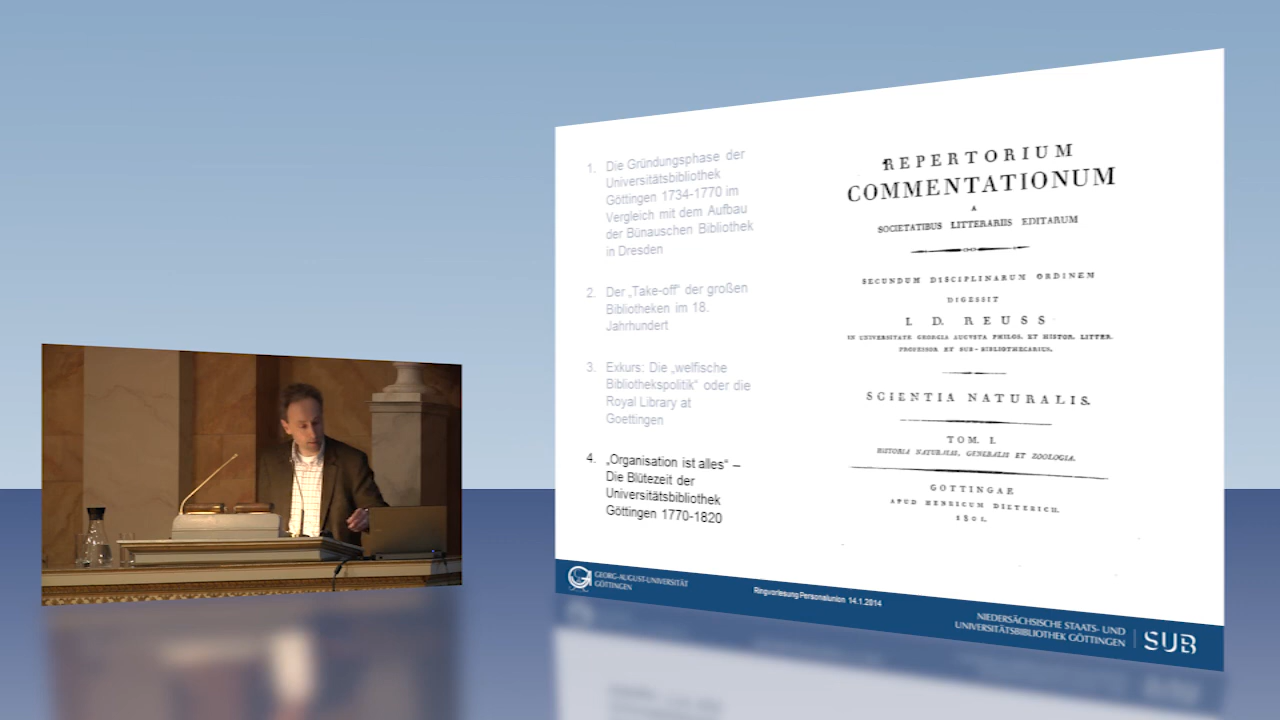 1. Die Gründungsphase der
Universitätsbibliothek
Göttingen 1734-1770 im
Vergleich mit dem Aufbau
der Bünauschen Bibliothek
in Dresden
2. Der „Take-off“ der großen
Bibliotheken im 18.
Jahrhundert
3. Exkurs: Die „welfische
Bibliothekspolitik“ oder die
Royal Library at
Goettingen
4. „Organisation ist alles“ –
Die Blütezeit der
Universitätsbibliothek
Göttingen 1770-1820
REPERTORIUM
COMMENTATIONUM
A
SOCIETATIBUS LITTERARIIS EDITARUM
SECUNDUM DISCIPLINARUM ORDINEM
DIGESSIT
I. D. REUSS
IN UNIVERSITATE GEORGIA AUGVSTA PHILOS. ET HISTOR. LITTER.
PROFESSOR ET SUB-BIBLIOTHECARIUS.
SCIENTIA NATURALIS.
TOM. I.
HISTORIA NATURALIS, GENERALIS ET ZOOLOGIA.
GOTTINGAE
APUD HENRICUM DIETERICH.
1801.
GEORG-AUGUST-UNIVERSITÄT
GÖTTINGEN
Ringvorlesung Personalunion 14.1.2014
NIEDERSÄCHSISCHE STAATS- UND
UNIVERSITÄTSBIBLIOTHEK GÖTTINGEN
SUB